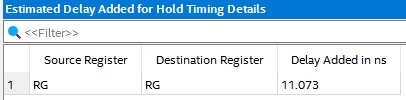 Estimated Delay Added for Hold Timing Details
<<Filter>>
Source Register Destination Register Delay Added in ns
1 RG RG 11.073